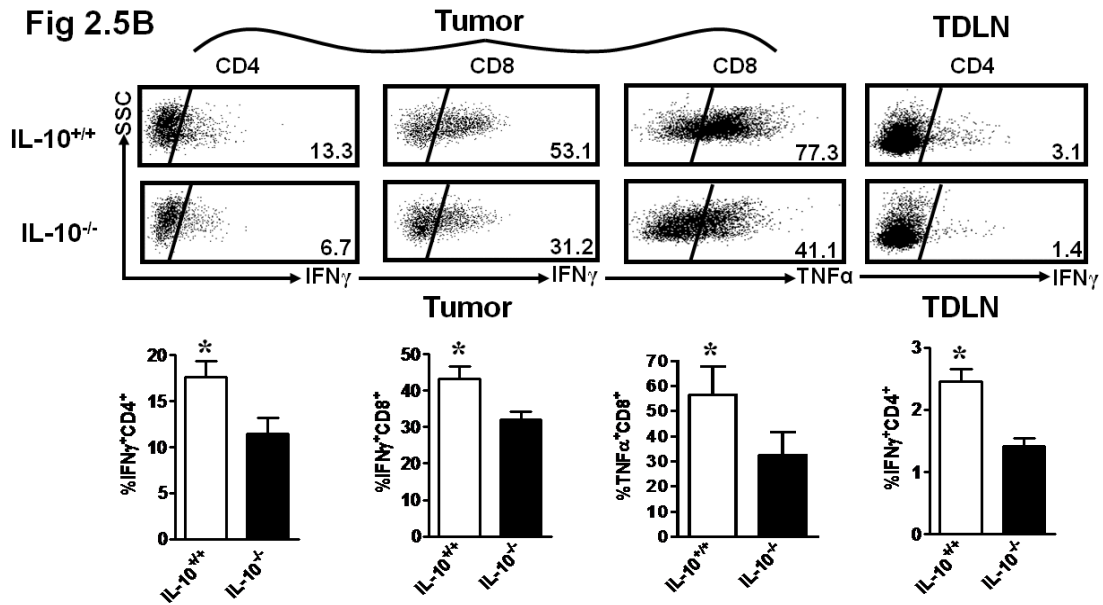 Fig 2.5B
Tumor
TDLN
CD4 CD8 CD8 CD4
SSC
IL-10+/+
13.3 53.1 77.3 3.1
IL-10-/-
6.7 31.2 41.1 1.4
IFNγ IFNγ TNFα IFNγ
Tumor
TDLN
%IFNγ+CD4+
20
15
10
5
0
*
IL-10+/+
IL-10-/-
%IFNγ+CD8+
50
40
30
20
10
0
*
IL-10+/+
IL-10-/-
%TNFα+CD8+
70
60
50
40
30
20
10
0
*
IL-10+/+
IL-10-/-
%IFNγ+CD4+
3
2
1
0
*
IL-10+/+
IL-10-/-